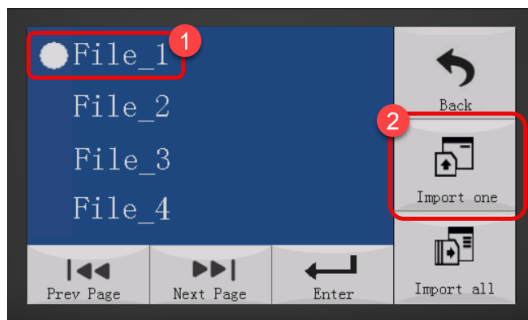 File_1
1
File_2
File_3
File_4
Back
2
Import one
Import all
Prev Page
Next Page
Enter